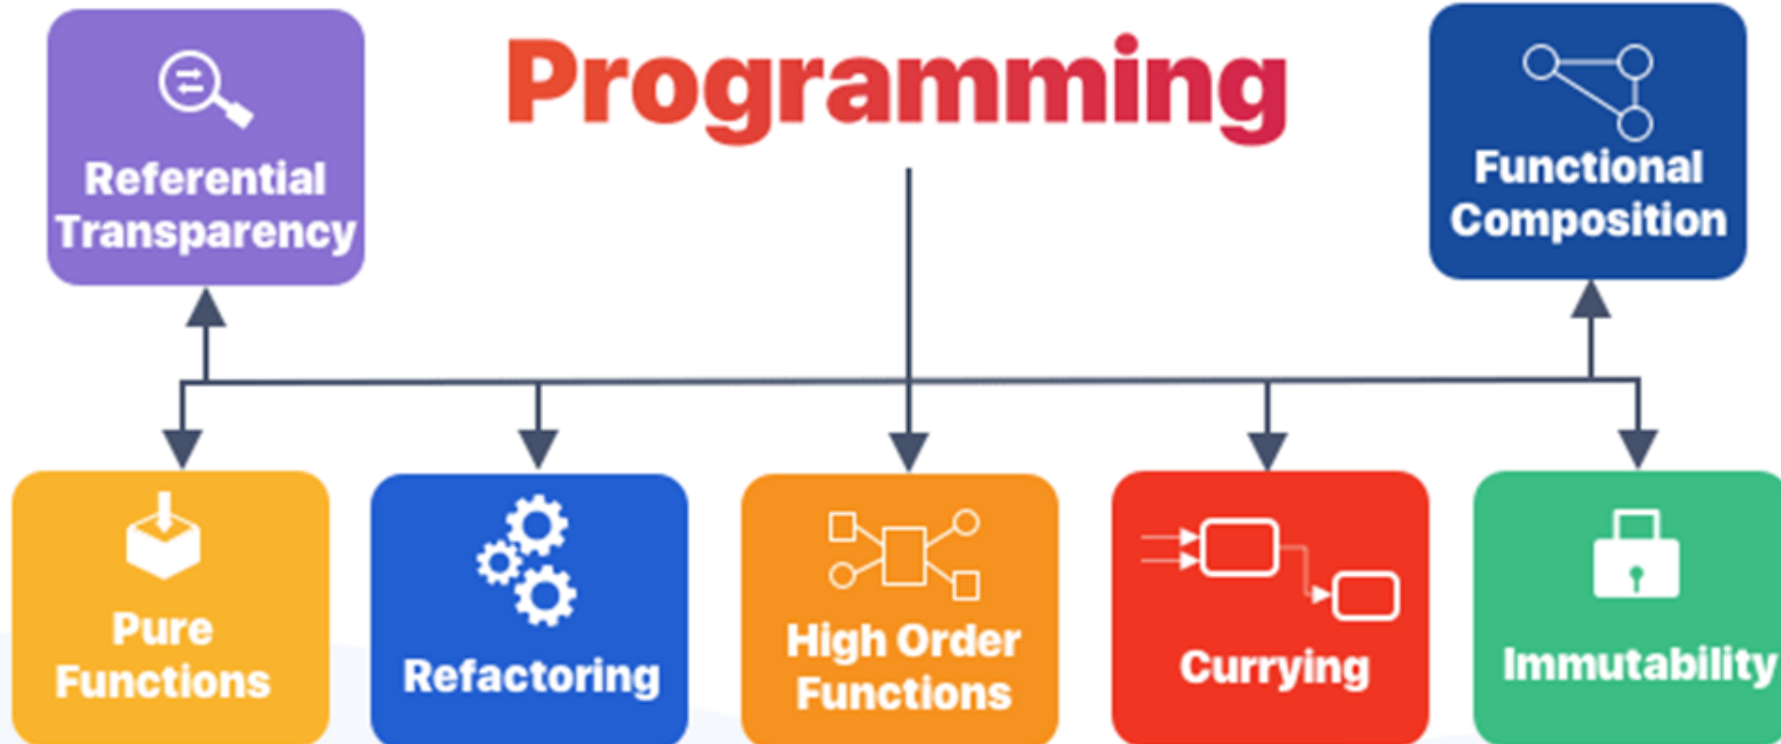 Programming
Referential
Transparency
Functional
Composition
Pure
Functions
Refactoring
High Order
Functions
Currying
Immutability